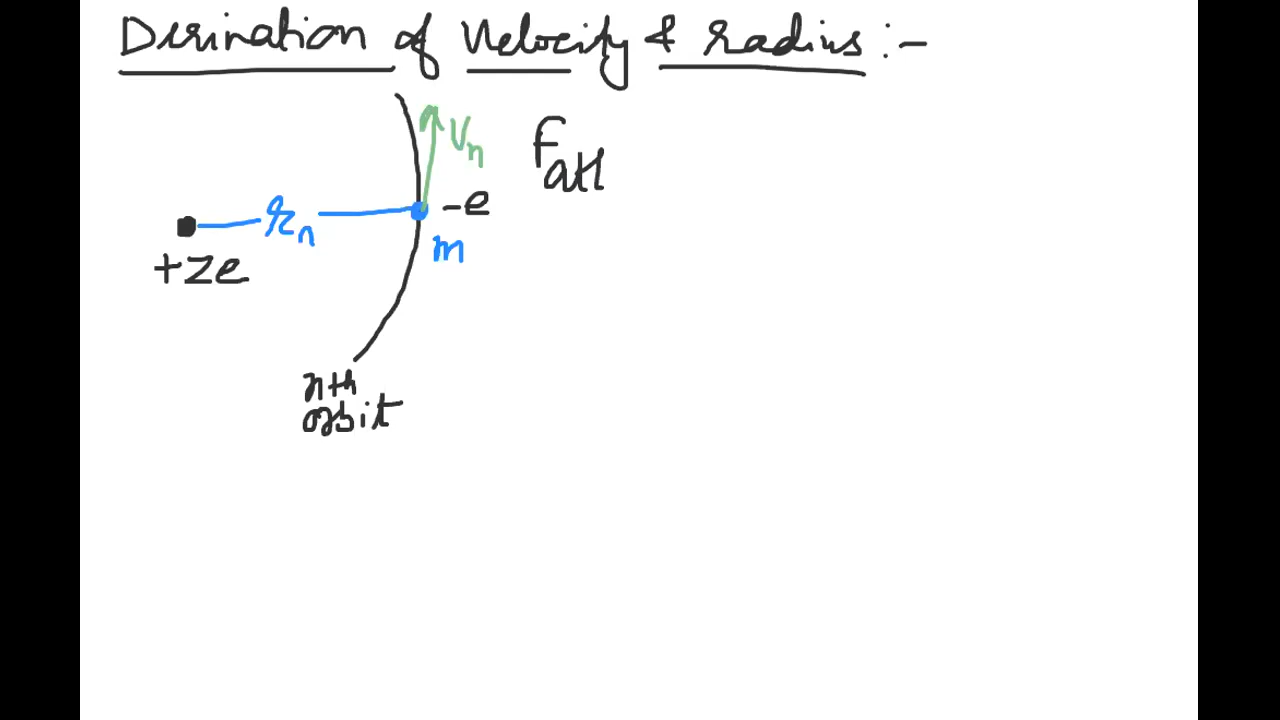 Derivation of Velocity & radius :-
Vn
Fatt
rn
-e
m
+ze
nth
orbit